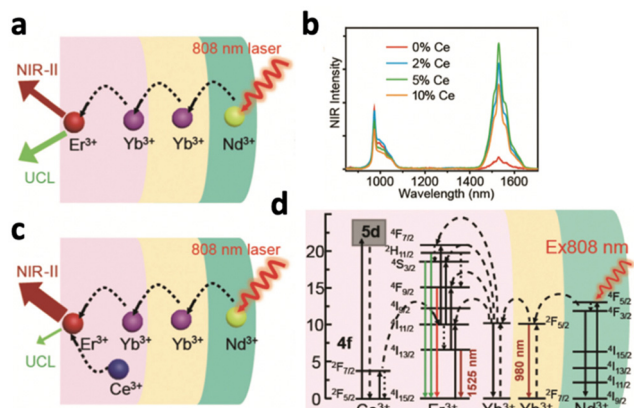 a
NIR-II
808 nm laser
Er³⁺
Yb³⁺
Yb³⁺
Nd³⁺
UCL
b
NIR Intensity
0% Ce
2% Ce
5% Ce
10% Ce
1000
1200
1400
1600
Wavelength (nm)
c
NIR-II
808 nm laser
Er³⁺
Yb³⁺
Yb³⁺
Nd³⁺
UCL
Ce³⁺
d
Ex808 nm
25
20
15
10
5
0
5d
4f
²F₇/₂
²F₅/₂
⁴F₇/₂
²H₁₁/₂
⁴S₃/₂
⁴F₉/₂
⁴I₉/₂
⁴I₁₁/₂
⁴I₁₃/₂
⁴I₁₅/₂
1525 nm
980 nm
²F₅/₂
²F₇/₂
⁴F₅/₂
⁴F₃/₂
⁴I₁₅/₂
⁴I₁₃/₂
⁴I₁₁/₂
⁴I₉/₂